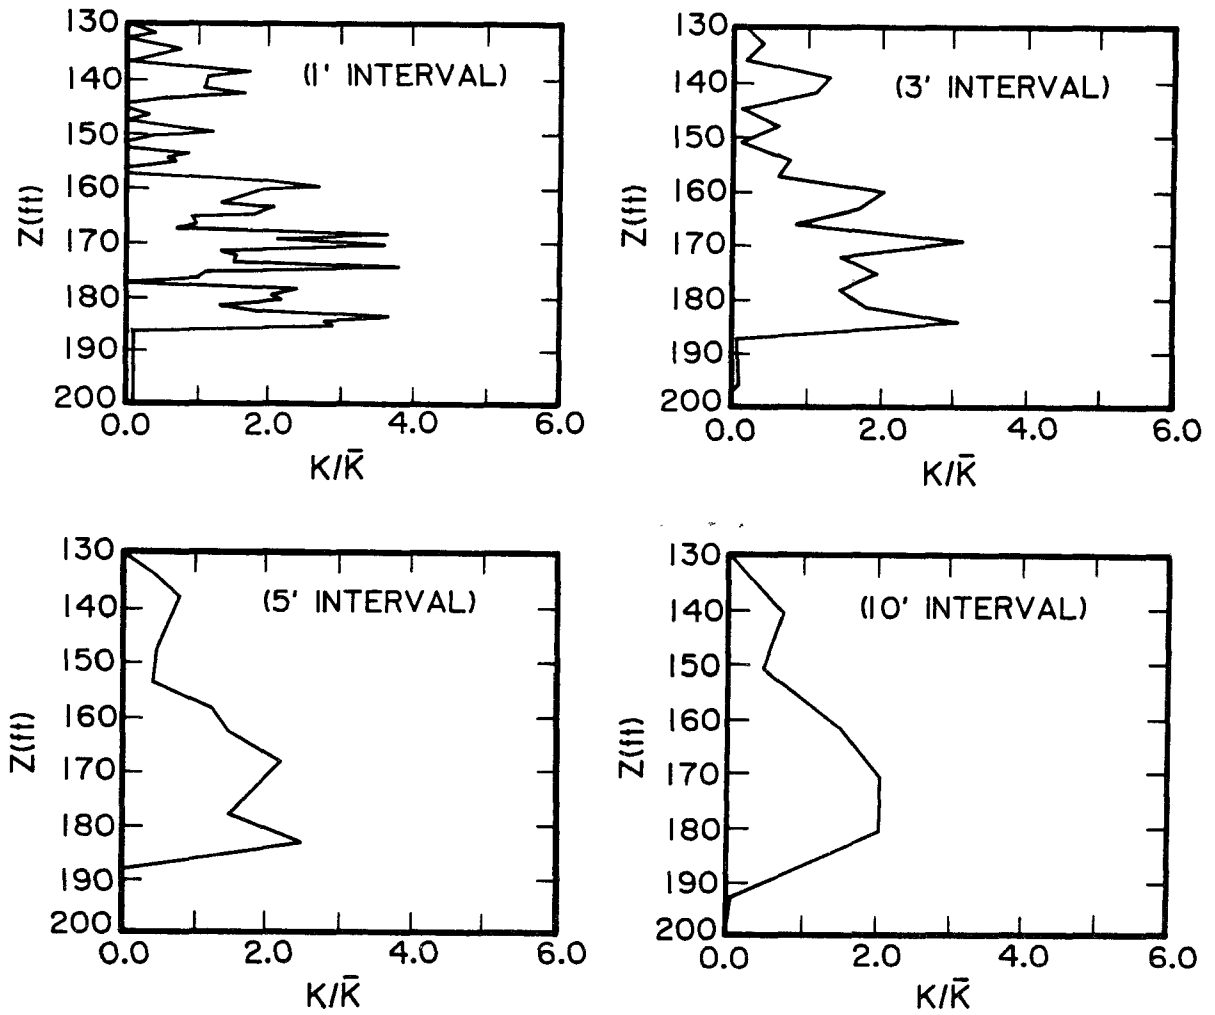 130
140
150
160
170
180
190
200
Z(ft)
(1' INTERVAL)
0.0 2.0 4.0 6.0
K/K̄
130
140
150
160
170
180
190
200
Z(ft)
(3' INTERVAL)
0.0 2.0 4.0 6.0
K/K̄
130
140
150
160
170
180
190
200
Z(ft)
(5' INTERVAL)
0.0 2.0 4.0 6.0
K/K̄
130
140
150
160
170
180
190
200
Z(ft)
(10' INTERVAL)
0.0 2.0 4.0 6.0
K/K̄